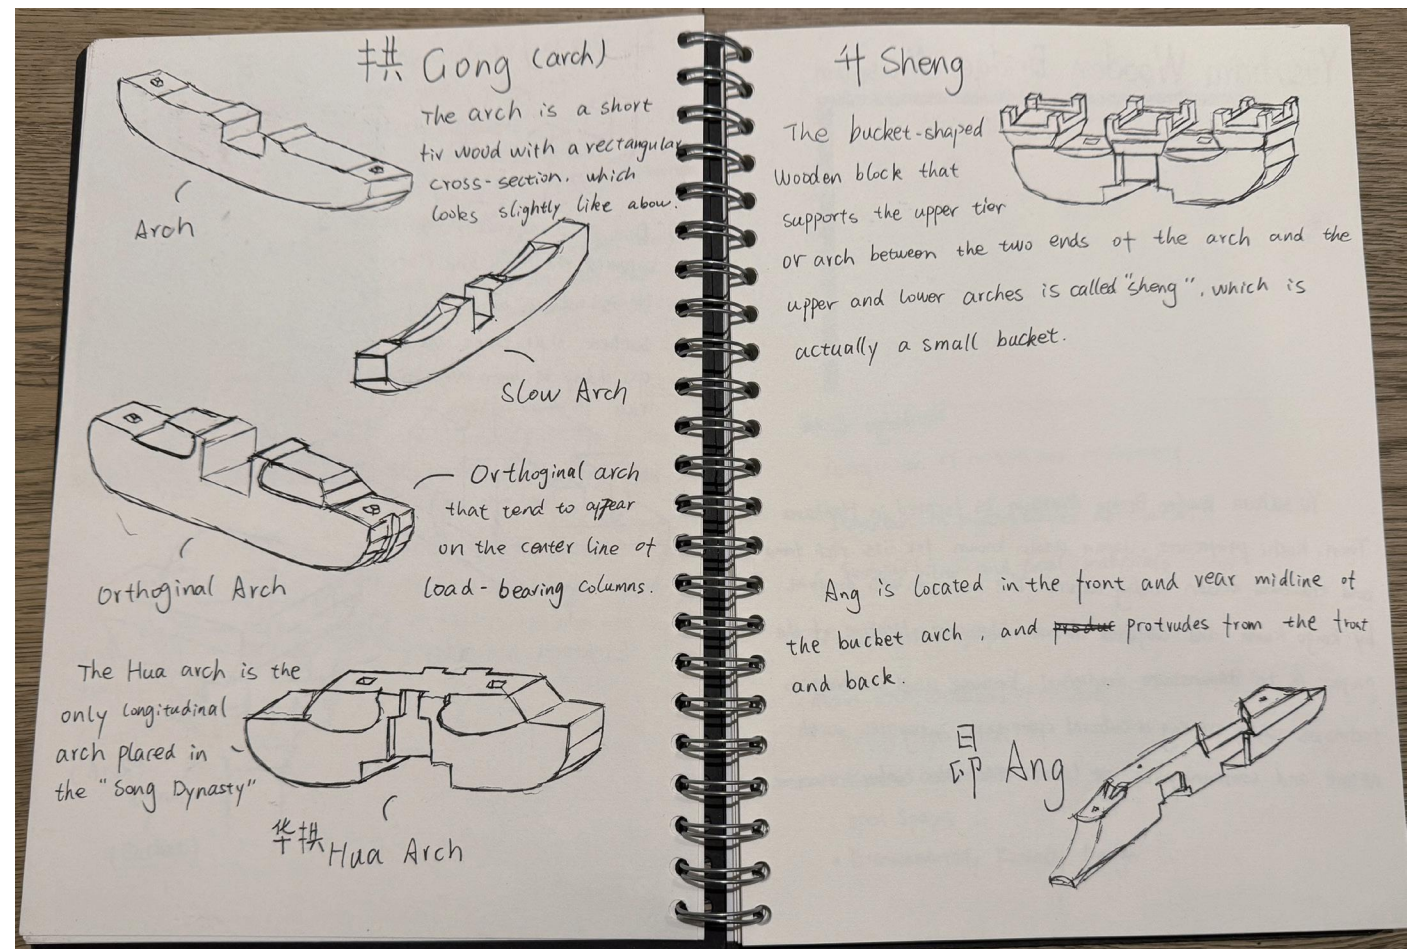 拱 Gong (arch)
The arch is a short
tiv wood with a rectangular
cross-section, which
looks slightly like abow.
Arch
Slow Arch
Orthoginal arch
that tend to appear
on the center line of
load-bearing columns.
Orthoginal Arch
The Hua arch is the
only longitudinal
arch placed in
the "Song Dynasty"
华拱 Hua Arch
升 Sheng
The bucket-shaped
wooden block that
supports the upper tier
or arch between the two ends of the arch and the
upper and lower arches is called "sheng", which is
actually a small bucket.
Ang is located in the front and rear midline of
the bucket arch, and produt protrudes from the front
and back.
昂 Ang